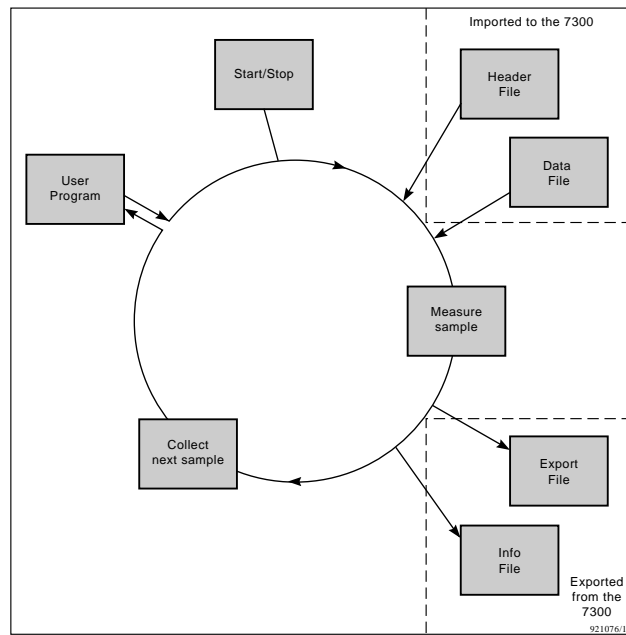 Imported to the 7300
Start/Stop
Header
File
Data
File
User
Program
Measure
sample
Collect
next sample
Export
File
Info
File
Exported
from the
7300
921076/1